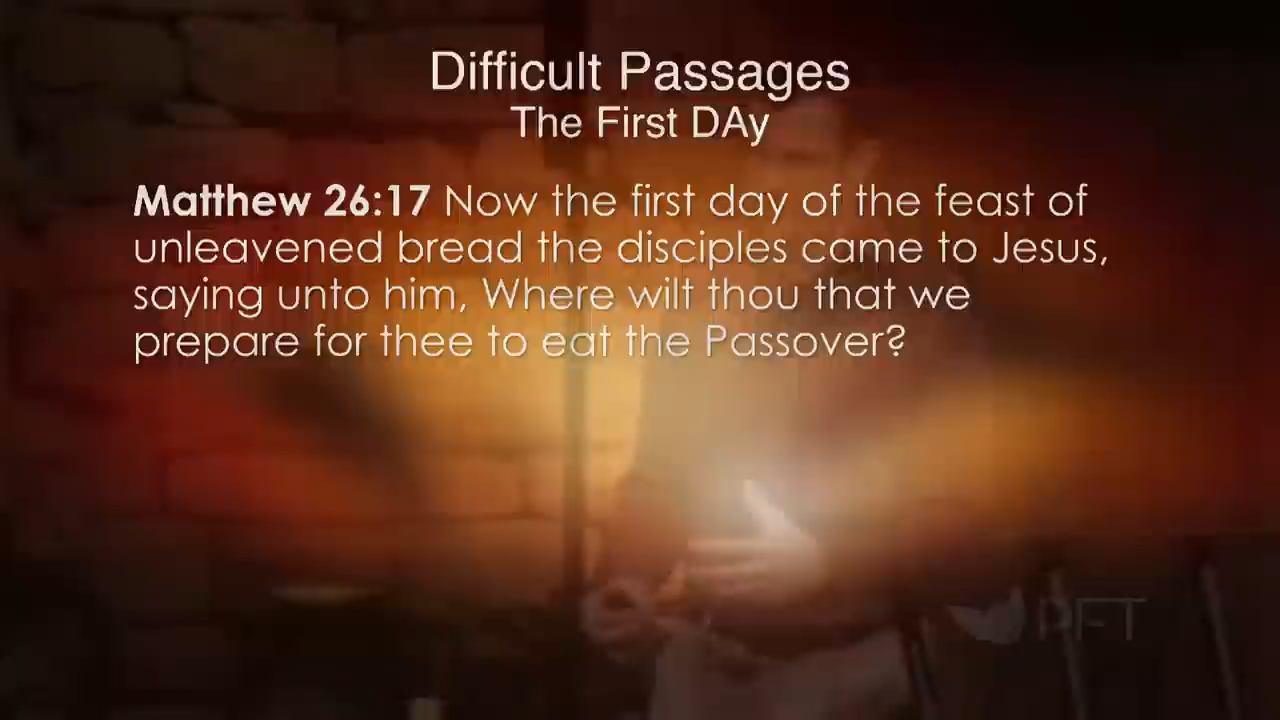 Difficult Passages
The First DAy
Matthew 26:17 Now the first day of the feast of
unleavened bread the disciples came to Jesus,
saying unto him, Where wilt thou that we
prepare for thee to eat the Passover?
PFT